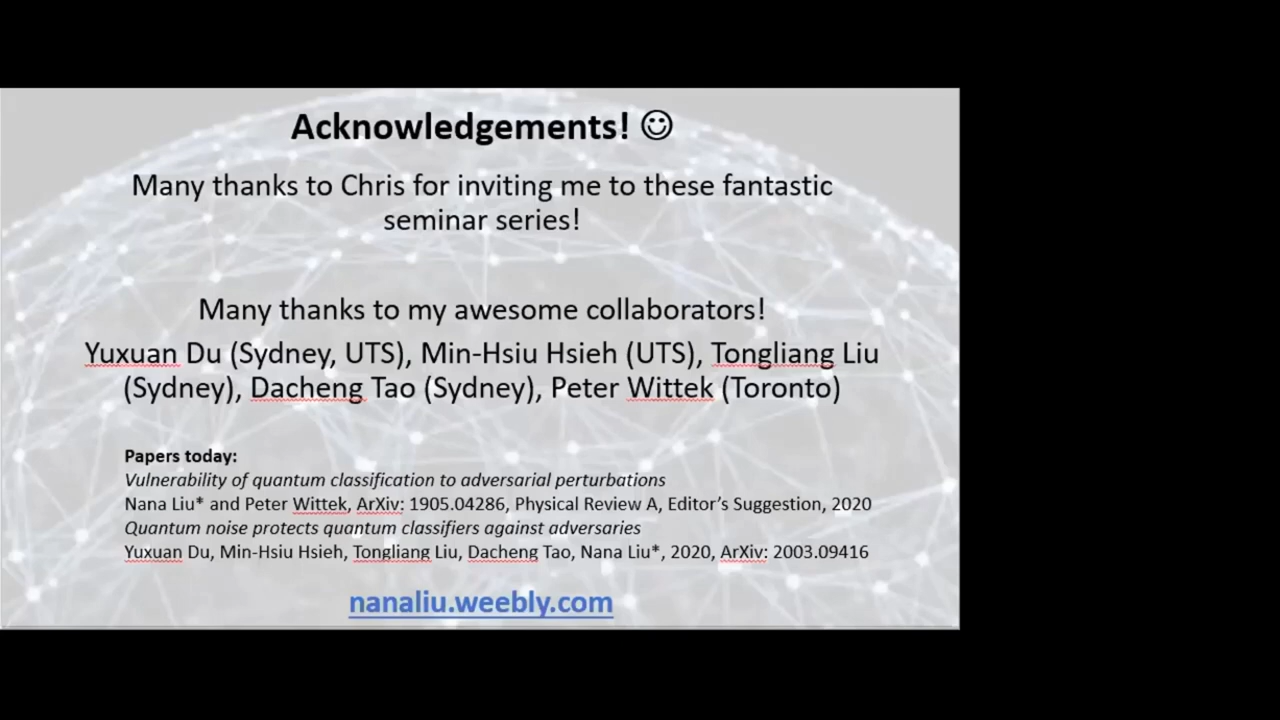 Acknowledgements! ☺
Many thanks to Chris for inviting me to these fantastic
seminar series!
Many thanks to my awesome collaborators!
Yuxuan Du (Sydney, UTS), Min-Hsiu Hsieh (UTS), Tongliang Liu
(Sydney), Dacheng Tao (Sydney), Peter Wittek (Toronto)
Papers today:
Vulnerability of quantum classification to adversarial perturbations
Nana Liu* and Peter Wittek, ArXiv: 1905.04286, Physical Review A, Editor’s Suggestion, 2020
Quantum noise protects quantum classifiers against adversaries
Yuxuan Du, Min-Hsiu Hsieh, Tongliang Liu, Dacheng Tao, Nana Liu*, 2020, ArXiv: 2003.09416
nanaliu.weebly.com